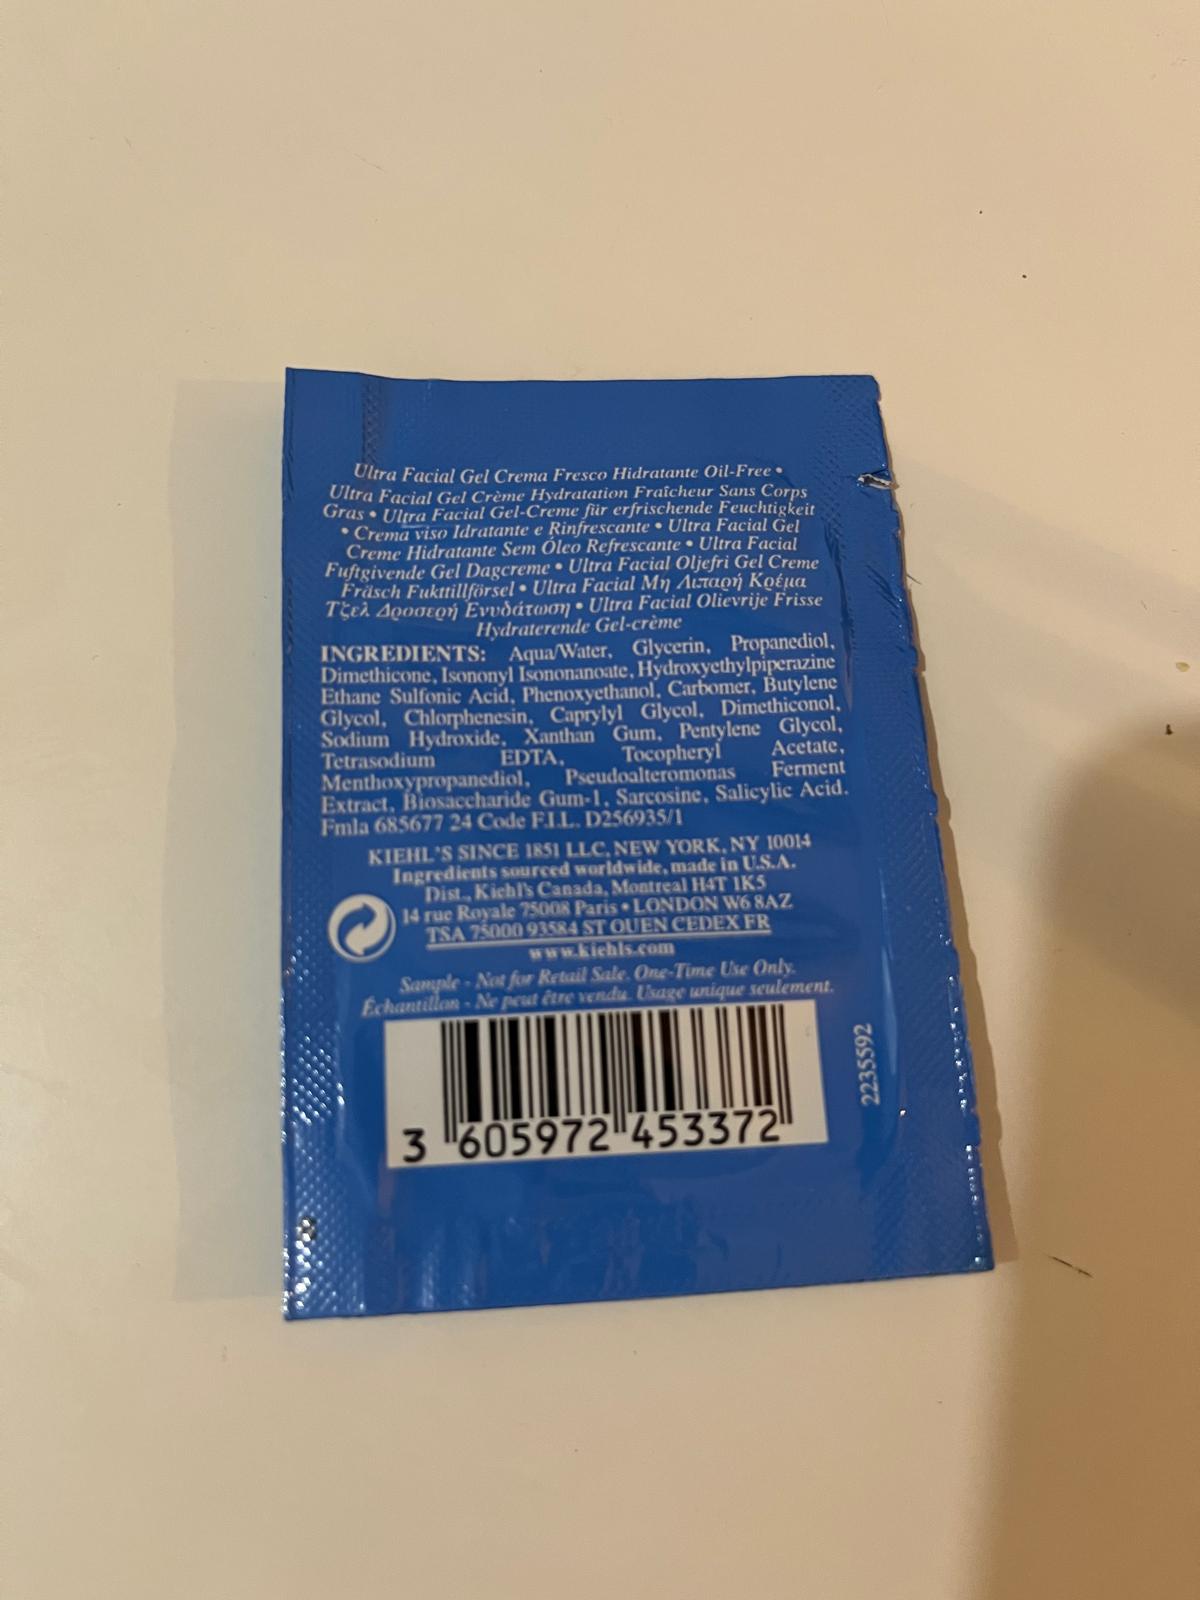 Ultra Facial Gel Crema Fresco Hidratante Oil-Free •
Ultra Facial Gel Crème Hydratation Fraîcheur Sans Corps
Gras • Ultra Facial Gel-Creme für erfrischende Feuchtigkeit
• Crema viso Idratante e Rinfrescante • Ultra Facial Gel
Creme Hidratante Sem Óleo Refrescante • Ultra Facial
Fuftgivende Gel Dagcreme • Ultra Facial Oljefri Gel Creme
Fräsch Fukttillförsel • Ultra Facial Μη Λιπαρή Κρέμα
Τζελ Δροσερή Ενυδάτωση • Ultra Facial Olievrije Frisse
Hydraterende Gel-crème
INGREDIENTS: Aqua/Water, Glycerin, Propanediol,
Dimethicone, Isononyl Isononanoate, Hydroxyethylpiperazine
Ethane Sulfonic Acid, Phenoxyethanol, Carbomer, Butylene
Glycol, Chlorphenesin, Caprylyl Glycol, Dimethiconol,
Sodium Hydroxide, Xanthan Gum, Pentylene Glycol,
Tetrasodium EDTA, Tocopheryl Acetate,
Menthoxypropanediol, Pseudoalteromonas Ferment
Extract, Biosaccharide Gum-1, Sarcosine, Salicylic Acid.
Fmla 685677 24 Code F.I.L. D256935/1
KIEHL'S SINCE 1851 LLC, NEW YORK, NY 10014
Ingredients sourced worldwide, made in U.S.A.
Dist., Kiehl's Canada, Montreal H4T 1K5
14 rue Royale 75008 Paris • LONDON W6 8AZ
TSA 75000 93584 ST OUEN CEDEX FR
www.kiehls.com
Sample - Not for Retail Sale. One-Time Use Only.
Échantillon - Ne peut être vendu. Usage unique seulement.
3 605972 453372
2235592